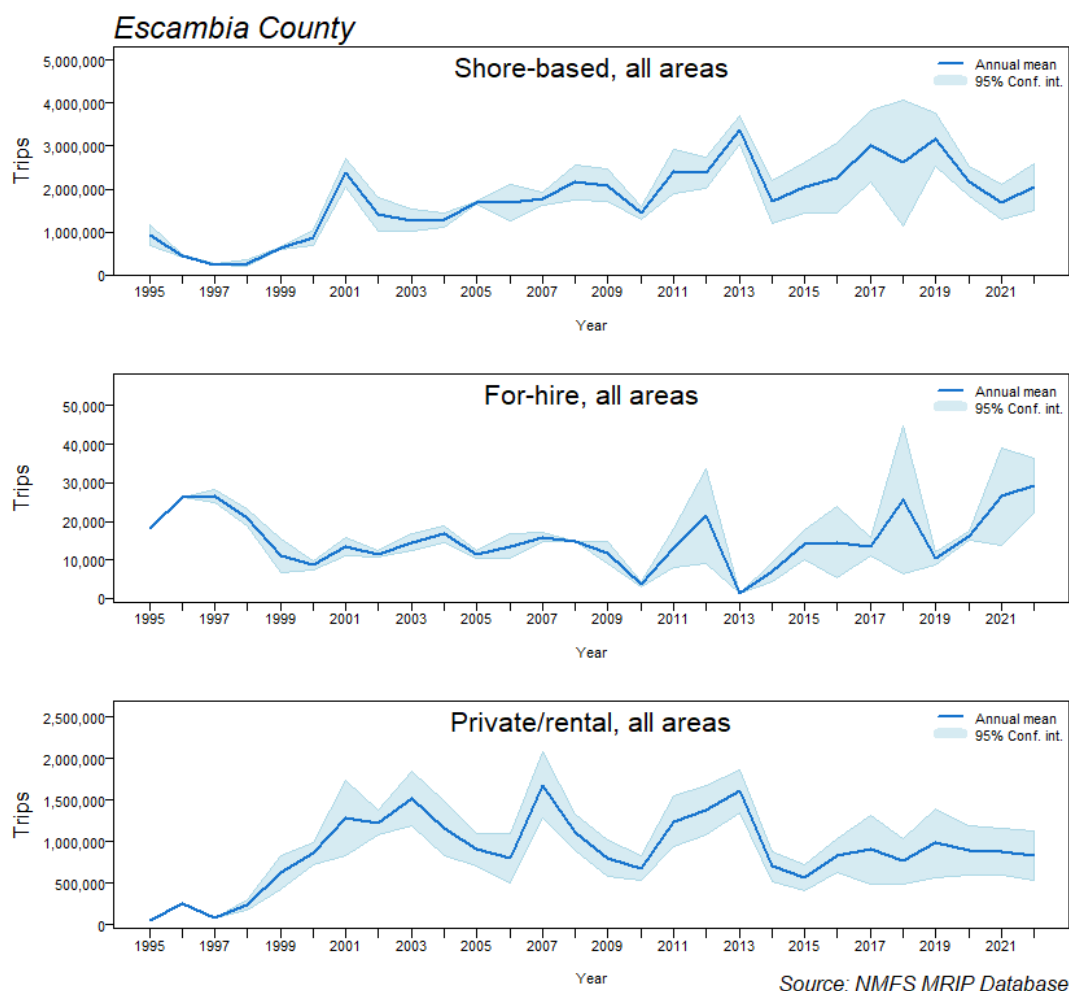 Escambia County
Shore-based, all areas
Annual mean
95% Conf. int.
Trips
5,000,000
4,000,000
3,000,000
2,000,000
1,000,000
0
1995 1997 1999 2001 2003 2005 2007 2009 2011 2013 2015 2017 2019 2021
Year
For-hire, all areas
Annual mean
95% Conf. int.
Trips
50,000
40,000
30,000
20,000
10,000
0
1995 1997 1999 2001 2003 2005 2007 2009 2011 2013 2015 2017 2019 2021
Year
Private/rental, all areas
Annual mean
95% Conf. int.
Trips
2,500,000
2,000,000
1,500,000
1,000,000
500,000
0
1995 1997 1999 2001 2003 2005 2007 2009 2011 2013 2015 2017 2019 2021
Year
Source: NMFS MRIP Database